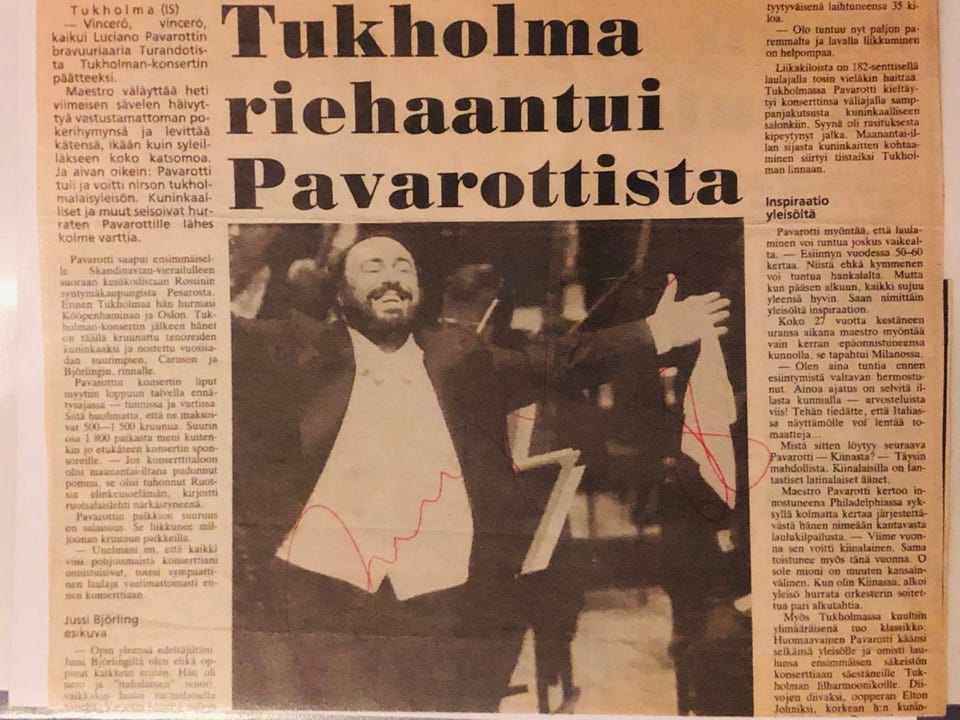 Tukholma
riehaantui
Pavarottista
Tukholma (IS)
— Vincerò, vincerò,
kaikui Luciano Pavarottin
bravuuriaaria Turandotis-
ta Tukholman-konsertin
päätteeksi.
Maestro väläyttää heti
viimeisen sävelen häivyt-
tyä vastustamattoman po-
kerihymynsä ja levittää
kätensä, ikään kuin syleil-
läkseen koko katsomoa.
Ja aivan oikein: Pavarotti
tuli ja voitti nirson tukhol-
malaisyleisön. Kuninkaal-
liset ja muut seisoivat hur-
raten Pavarottille lähes
kolme varttia.
Pavarotti saapui ensimmäisel-
le Skandinavian-vierailulleen
suoraan kesäkodistaan Rossinin
syntymäkaupungista Pesarosta.
Ennen Tukholmaa hän hurmasi
Kööpenhaminan ja Oslon. Tuk-
holman-konsertin jälkeen hänet
on täällä kruunattu tenoreiden
kuninkaaksi ja nostettu vuosisa-
dan suurimpien, Caruson ja
Björlingin, rinnalle.
Pavarottin konsertin liput
myytiin loppuun talvella ennä-
tysajassa — tunnissa ja vartissa.
Siitä huolimatta, että ne maksoi-
vat 500—1 500 kruunua. Suurin
osa 1 800 paikasta meni kuiten-
kin jo etukäteen konsertin spon-
soreille. — Jos konserttitaloon
olisi maanantai-iltana pudonnut
pommi, se olisi tuhonnut Ruot-
sin elinkeinoelämän, kirjoitti
ruotsalaislehti närkästyneenä.
Pavarottin palkkion suuruus
on salaisuus. Se liikkunee mil-
joonan kruunun paikkeilla.
— Unelmani on, että kaikki
viisi pohjoismaista konserttiani
onnistuisivat, totesi sympaatti-
nen laulaja vaatimattomasti en-
nen konserttiaan.
Jussi Björling
esikuva
— Opin yleensä edeltäjiltäni.
Jussi Björlingiltä olen ehkä op-
pinut kaikkein eniten. Hän oli
nero ja "italialainen" tenori,
vaikkakin lauloi ruotsalaisella
tyytyväisenä laihtuneensa 35 ki-
loa.
— Olo tuntuu nyt paljon pa-
remmalta ja lavalla liikkuminen
on helpompaa.
Liikakiloista on 182-senttisellä
laulajalla tosin vieläkin haittaa.
Tukholmassa Pavarotti kieltäy-
tyi konserttinsa väliajalla samp-
panjakutsusta kuninkaalliseen
salonkiin. Syynä oli rasituksesta
kipeytynyt jalka. Maanantai-il-
lan sijasta kuninkaitten kohtaa-
minen siirtyi tiistaiksi Tukhol-
man linnaan.
Inspiraatio
yleisöltä
Pavarotti myöntää, että laula-
minen voi tuntua joskus vaikeal-
ta. — Esiinnyn vuodessa 50–60
kertaa. Niistä ehkä kymmenen
voi tuntua hankalalta. Mutta
kun pääsen alkuun, kaikki sujuu
yleensä hyvin. Saan nimittäin
yleisöltä inspiraation.
Koko 27 vuotta kestäneen
uransa aikana maestro myöntää
vain kerran epäonnistuneensa
kunnolla, se tapahtui Milanossa.
— Olen aina tuntia ennen
esiintymistä valtavan hermostu-
nut. Ainoa ajatus on selvitä il-
lasta kunnialla — arvosteluista
viis! Tehän tiedätte, että Italias-
sa näyttämölle voi lentää to-
maatteja...
Mistä sitten löytyy seuraava
Pavarotti — Kiinasta? — Täysin
mahdollista. Kiinalaisilla on fan-
tastiset latinalaiset äänet.
Maestro Pavarotti kertoo in-
nostuneena Philadelphiassa syk-
syllä kolmatta kertaa järjestettä-
västä hänen nimeään kantavasta
laulukilpailusta. — Viime vuon-
na sen voitti kiinalainen. Sama
toistunee myös tänä vuonna. O
sole mioni on muuten kansain-
välinen. Kun olin Kiinassa, alkoi
yleisö hurrata orkesterin soitet-
tua pari alkutahtia.
Myös Tukholmassa kuultiin
ylimääräisenä tuo klassikko.
Huomaavainen Pavarotti käänsi
selkänsä yleisölle ja omisti lau-
lunsa ensimmäisen säkeistön
konserttiaan säestäneille Tuk-
holman filharmonikoille. Dii-
vojen diivaksi, oopperan Elton
Johniksi, korkean h:n kunin-